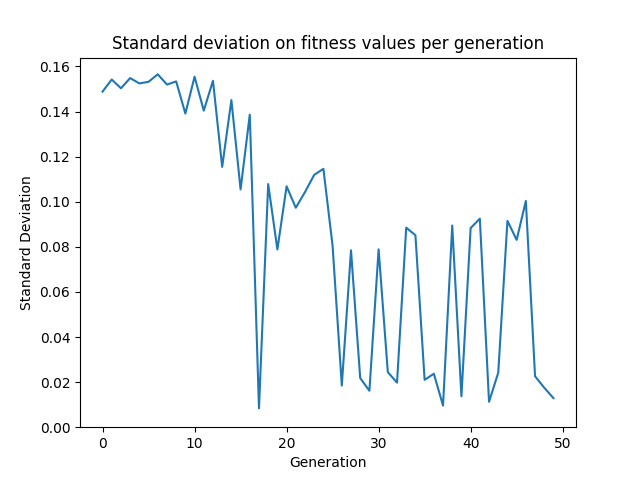 Standard deviation on fitness values per generation
0.16
0.14
0.12
0.10
0.08
0.06
0.04
0.02
0.00
Standard Deviation
0 10 20 30 40 50
Generation